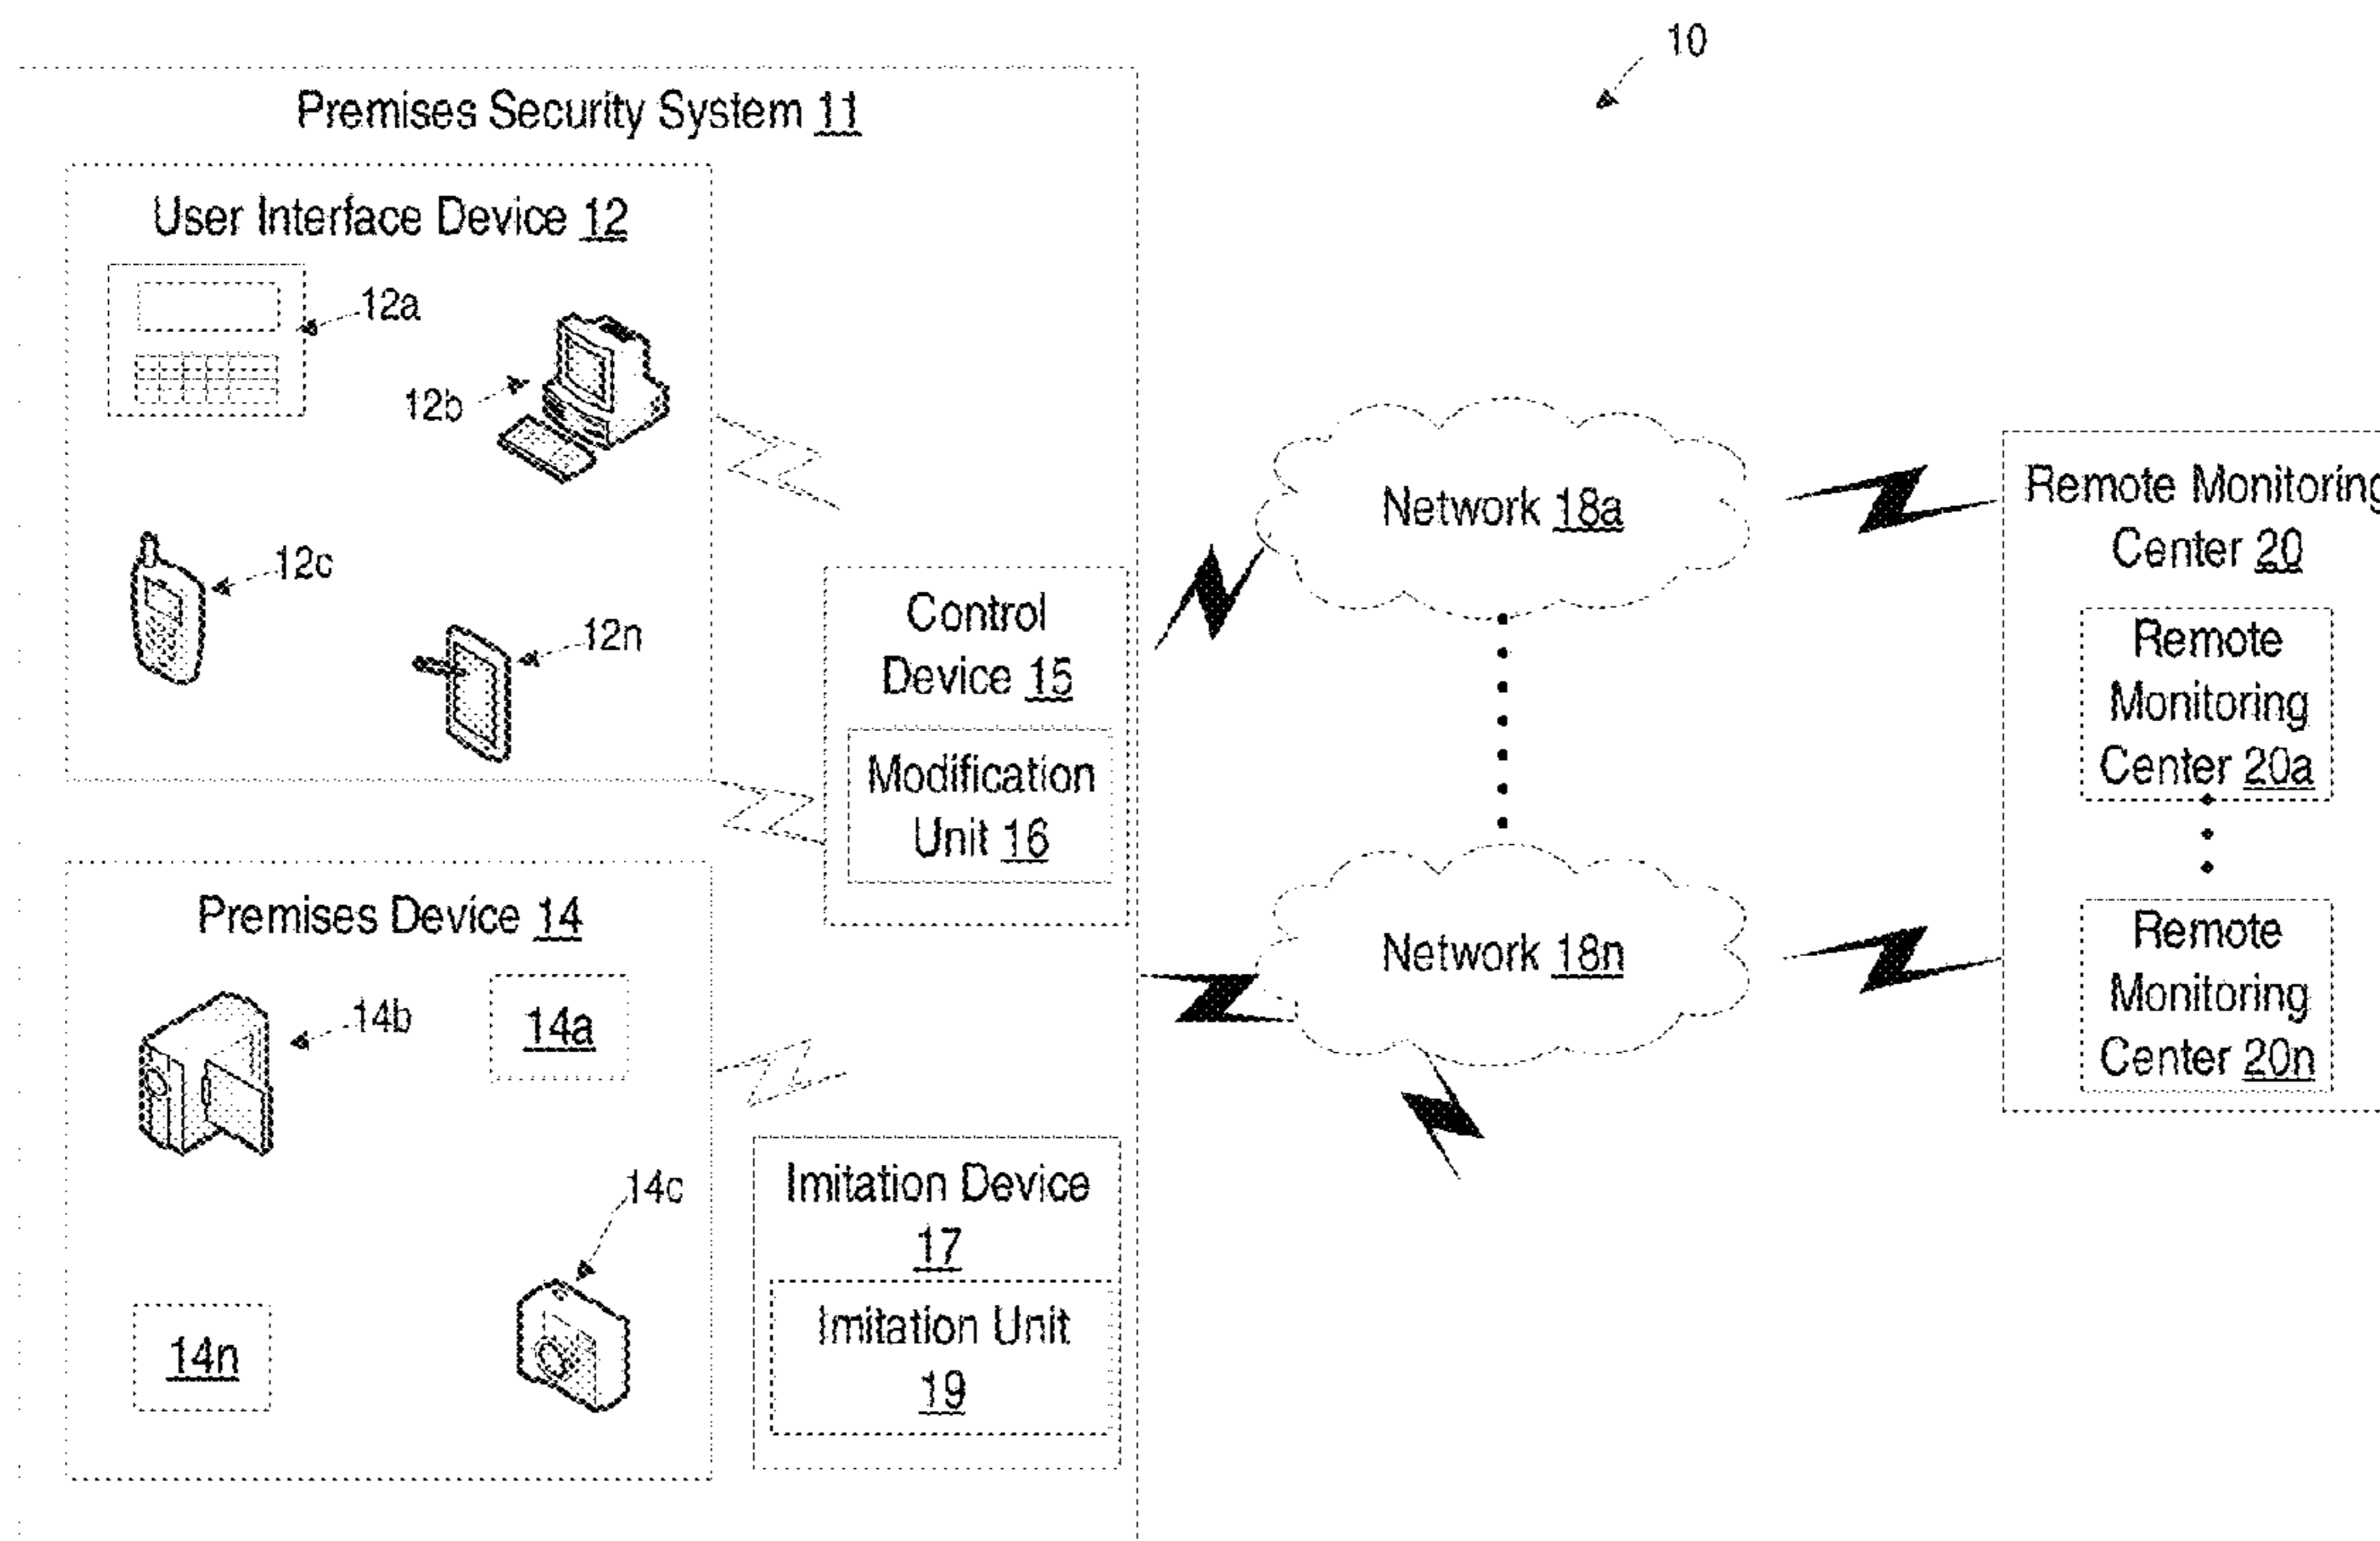 10
Premises Security System 11
User Interface Device 12
12a
12b
12c
12n
Control
Device 15
Modification
Unit 16
Premises Device 14
14b
14a
14c
14n
Imitation Device
17
Imitation Unit
19
Network 18a
Network 18n
Remote Monitoring
Center 20
Remote
Monitoring
Center 20a
Remote
Monitoring
Center 20n